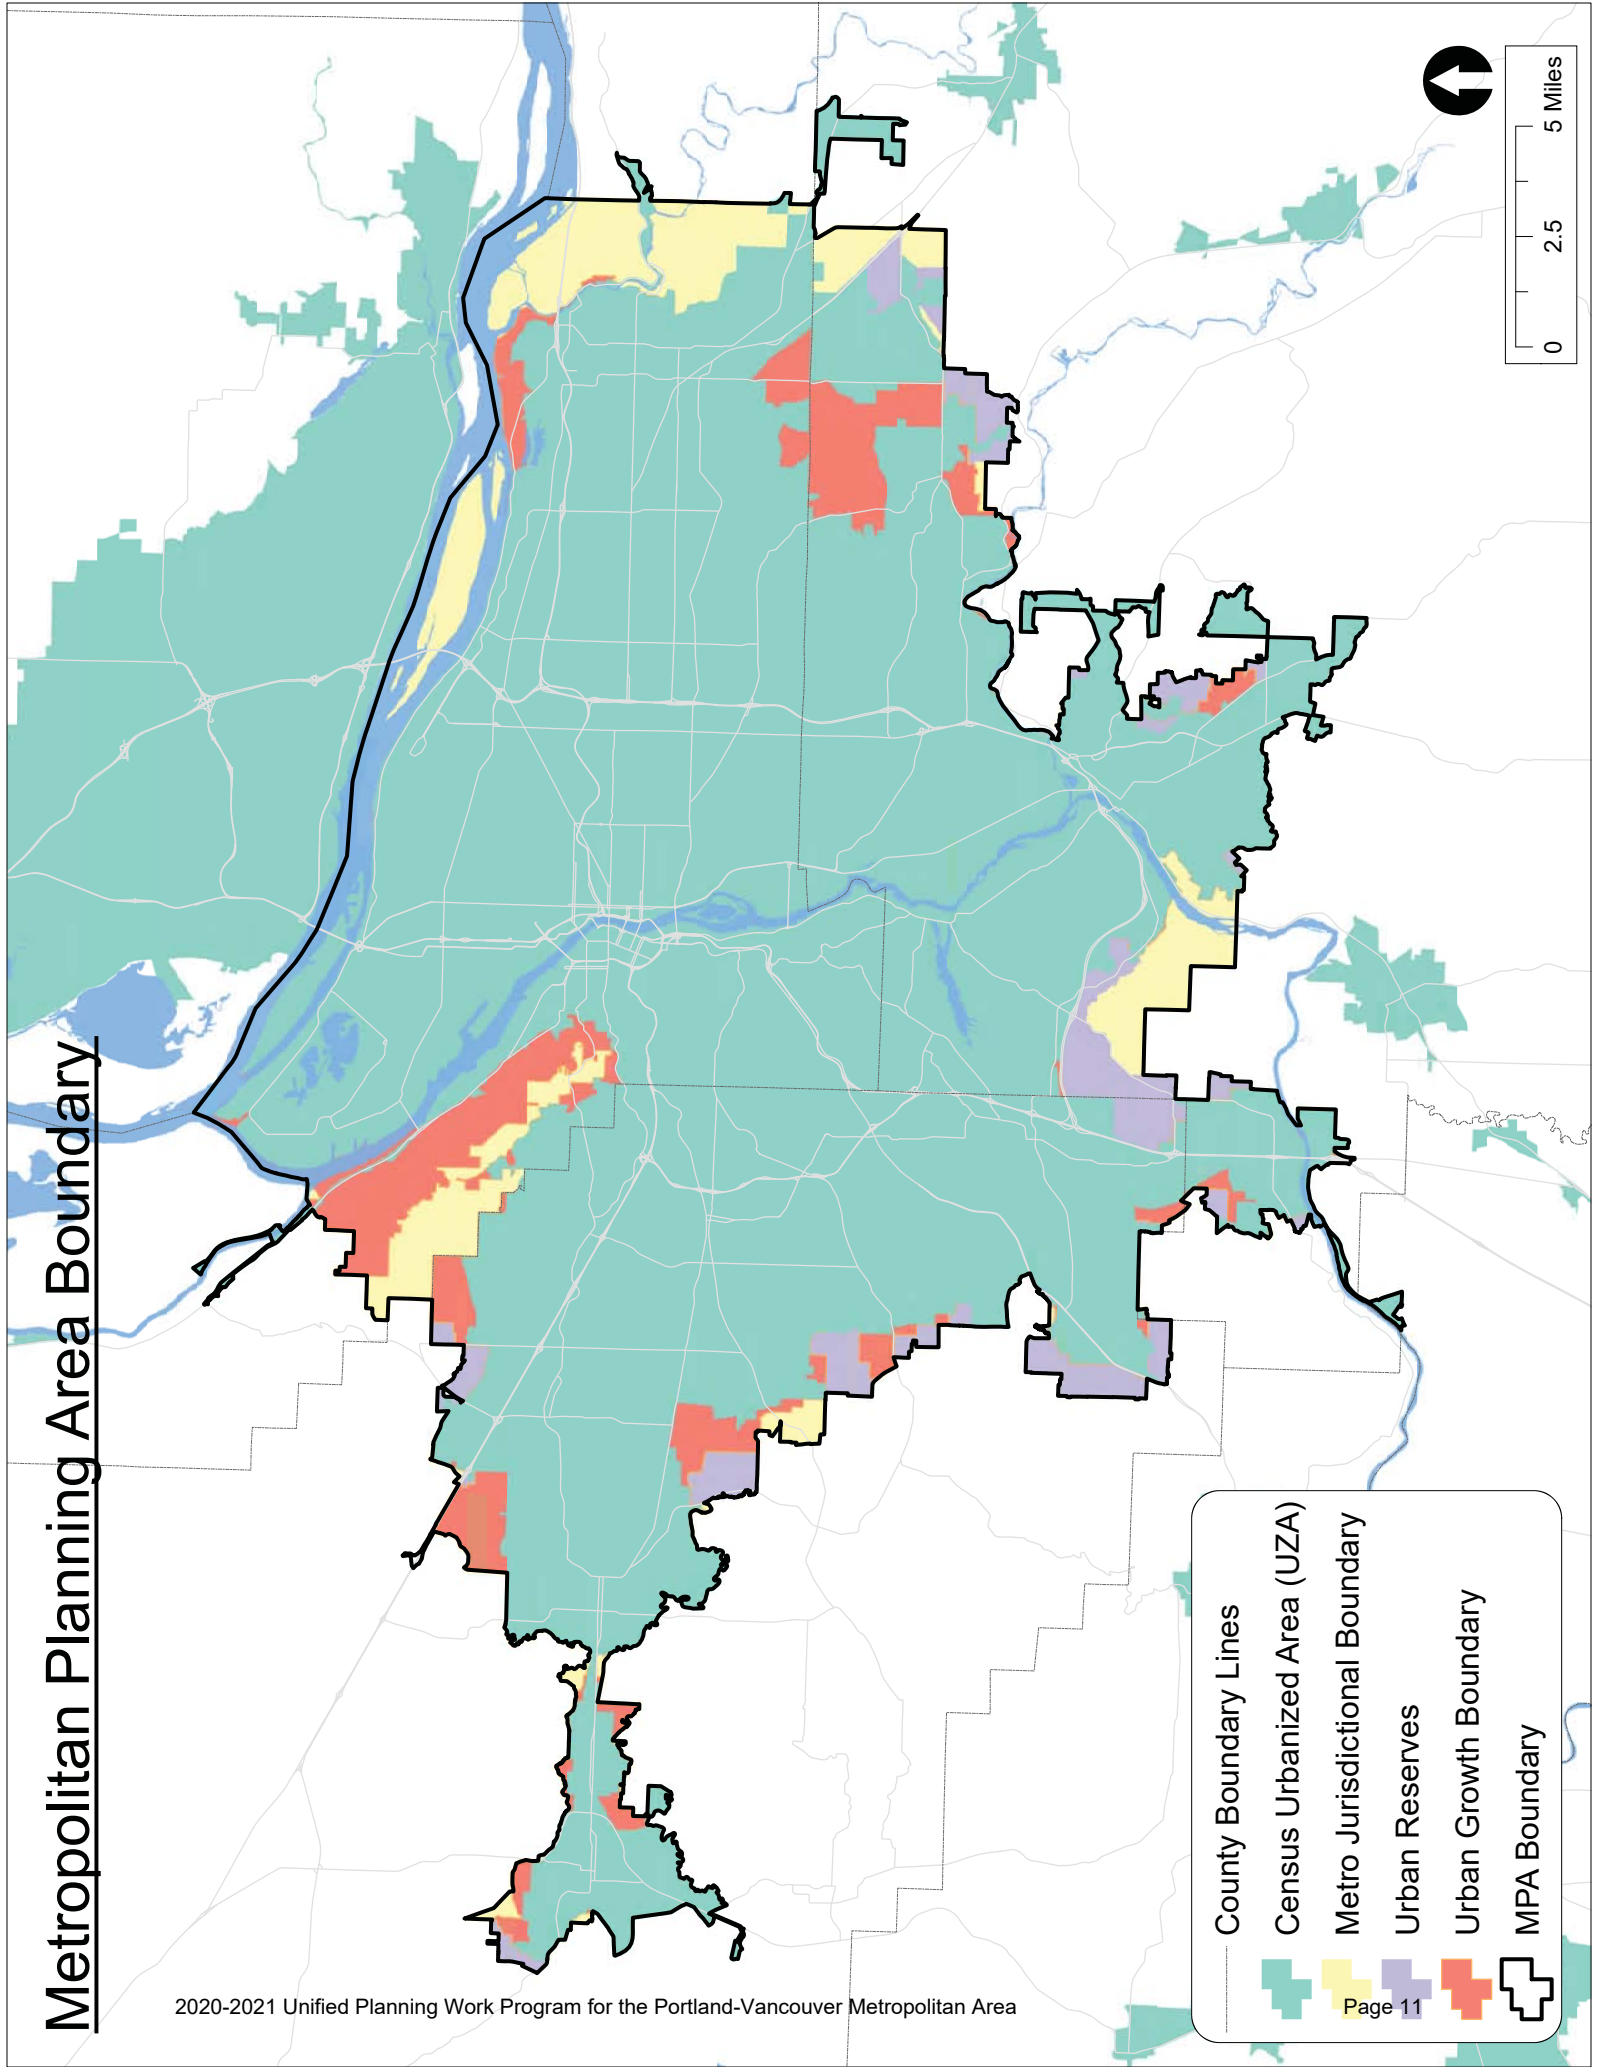 Metropolitan Planning Area Boundary
0 2.5 5 Miles
County Boundary Lines
Census Urbanized Area (UZA)
Metro Jurisdictional Boundary
Urban Reserves
Urban Growth Boundary
MPA Boundary
2020-2021 Unified Planning Work Program for the Portland-Vancouver Metropolitan Area
Page 11